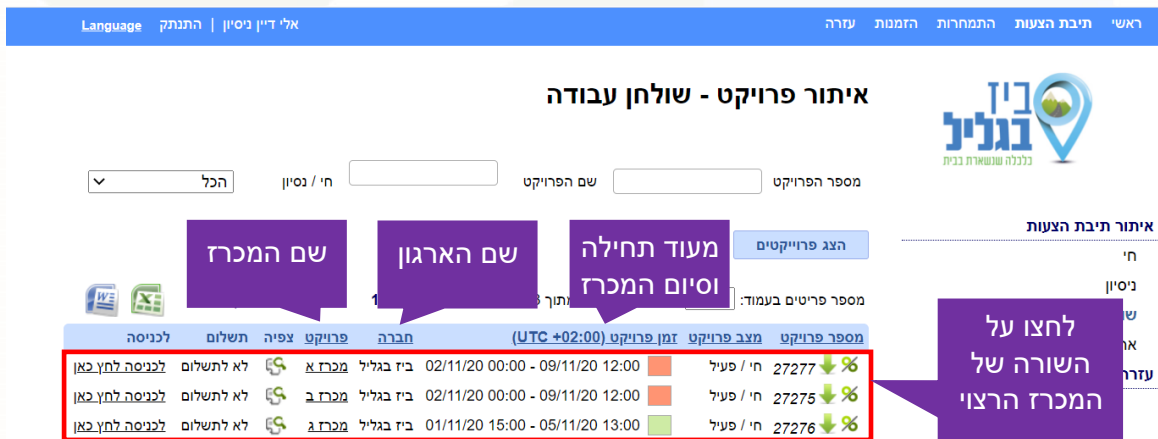 ראשי תיבת הצעות התמחרות הזמנות עזרה אלי דיין ניסיון | התנתק Language
ביז
בגליל
כלכלה שנשארת בבית
איתור פרויקט - שולחן עבודה
מספר הפרויקט שם הפרויקט חי / נסיון הכל
איתור תיבת הצעות
חי
ניסיון
הצג פרוייקטים
מעוד תחילה
וסיום המכרז
שם הארגון
שם המכרז
מספר פריטים בעמוד: מתוך
לחצו על
השורה של
המכרז הרצוי
מספר פרויקט מצב פרויקט זמן פרויקט (UTC +02:00) חברה פרויקט צפיה תשלום לכניסה
27277 חי / פעיל 02/11/20 00:00 - 09/11/20 12:00 ביז בגליל מכרז א לא לתשלום לכניסה לחץ כאן
27275 חי / פעיל 02/11/20 00:00 - 09/11/20 12:00 ביז בגליל מכרז ב לא לתשלום לכניסה לחץ כאן
27276 חי / פעיל 01/11/20 15:00 - 05/11/20 13:00 ביז בגליל מכרז ג לא לתשלום לכניסה לחץ כאן